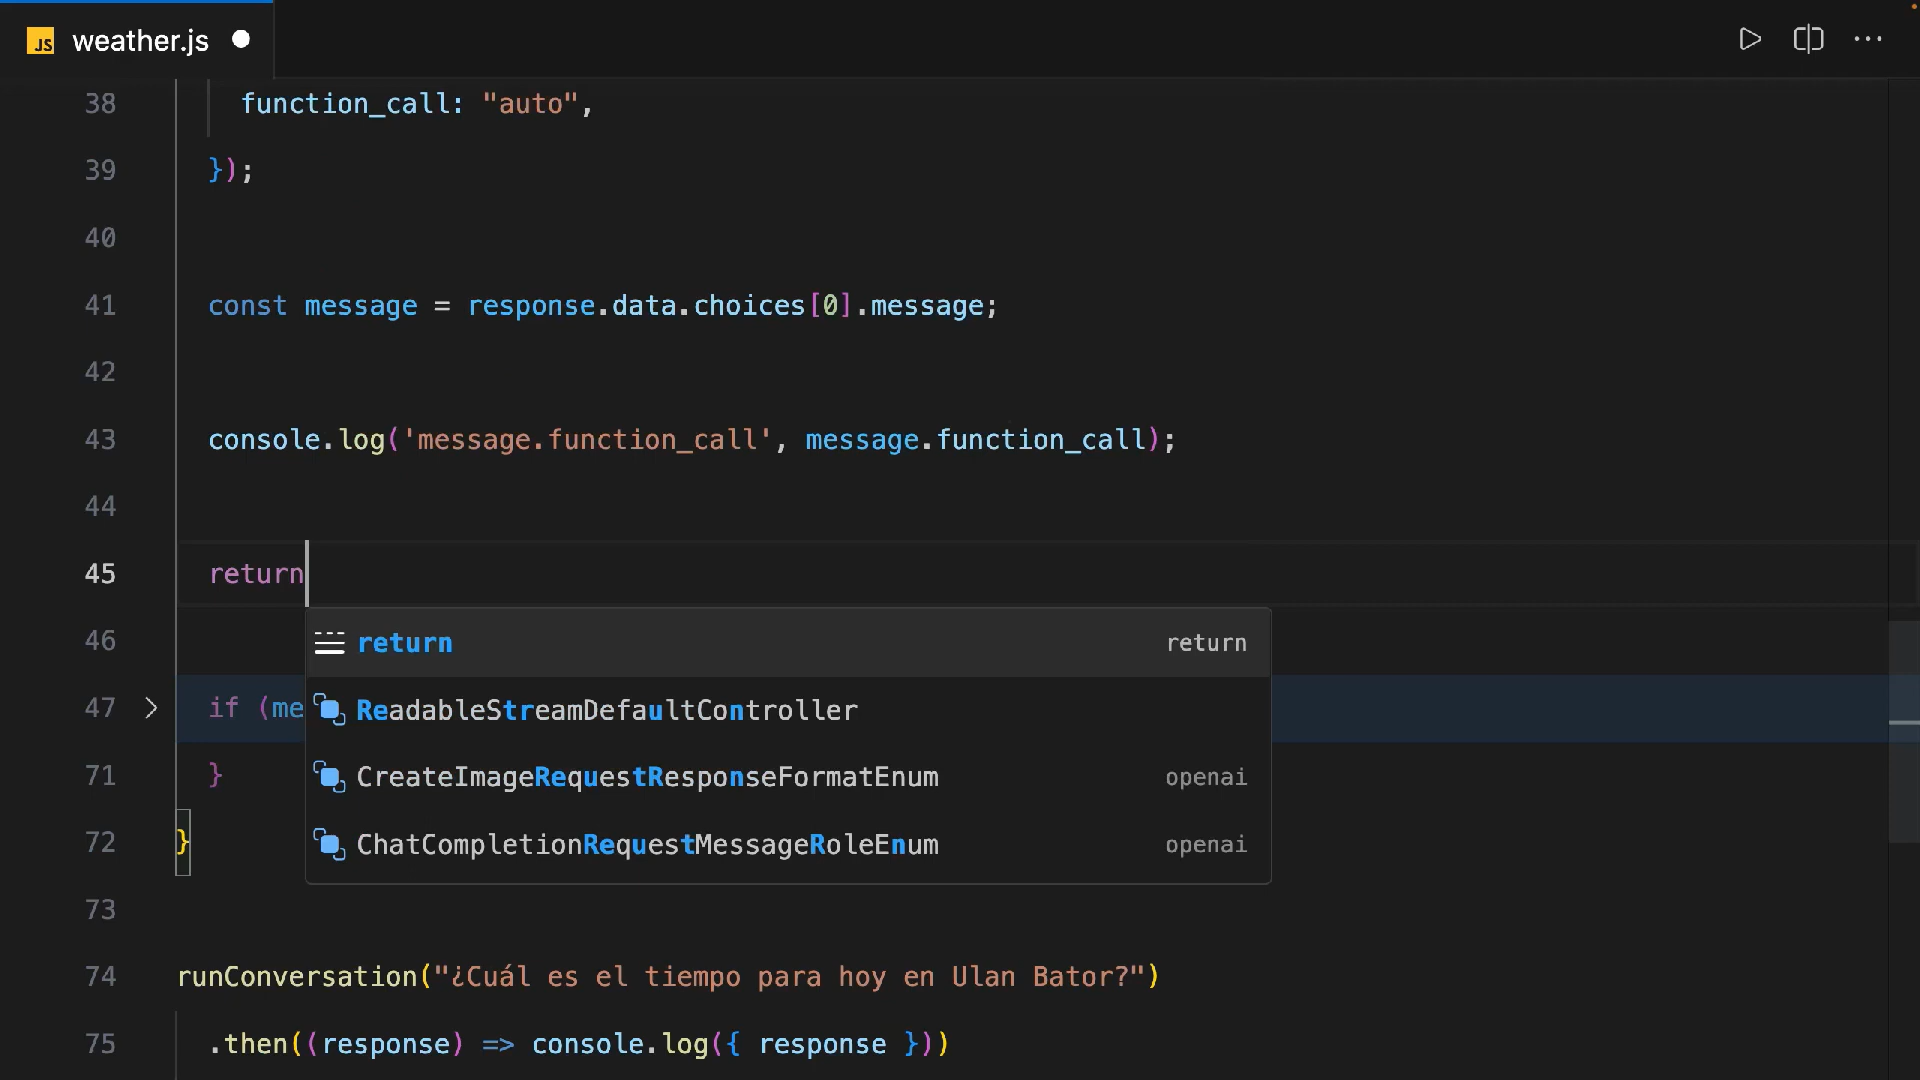 JS weather.js
38 function_call: "auto",
39 });
40
41 const message = response.data.choices[0].message;
42
43 console.log('message.function_call', message.function_call);
44
45 return
46 return return
47 if (me ReadableStreamDefaultController
71 } CreateImageRequestResponseFormatEnum openai
72 } ChatCompletionRequestMessageRoleEnum openai
73
74 runConversation("¿Cuál es el tiempo para hoy en Ulan Bator?")
75 .then((response) => console.log({ response }))